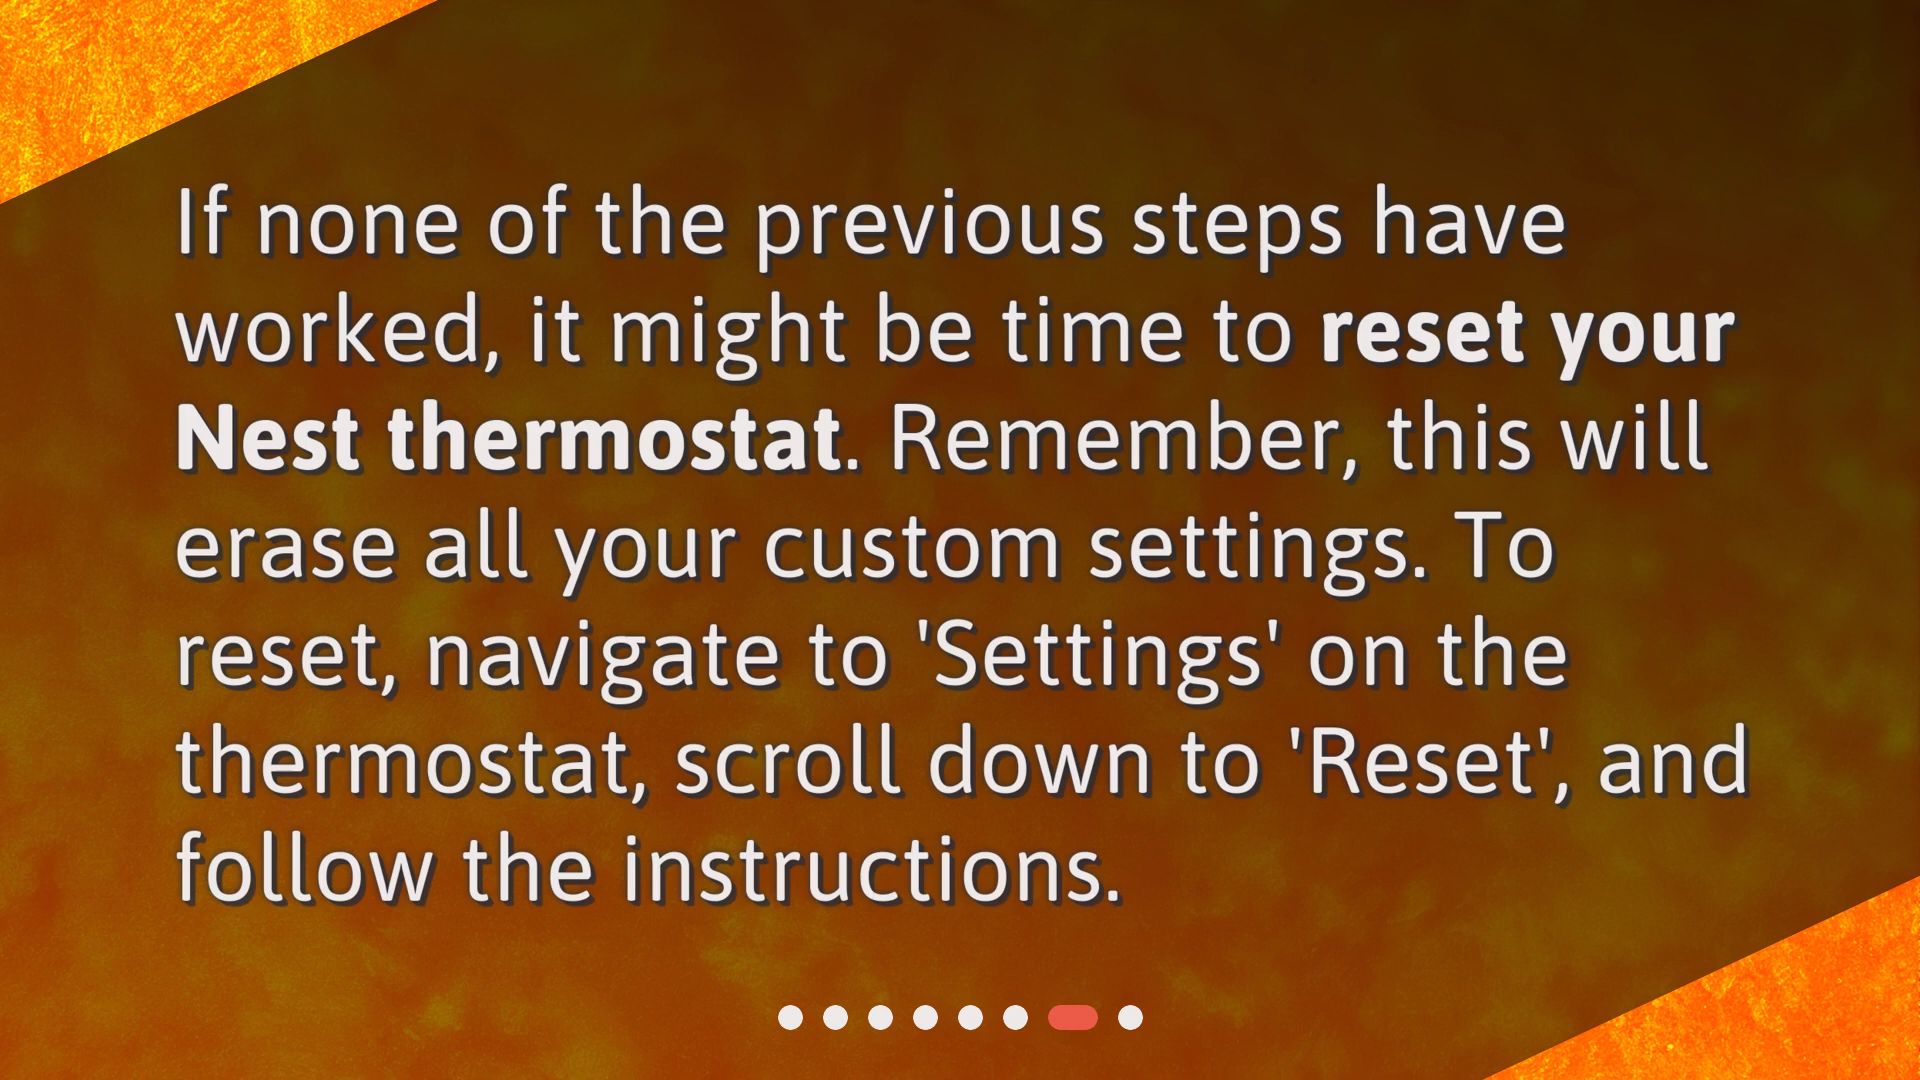 If none of the previous steps have
worked, it might be time to reset your
Nest thermostat. Remember, this will
erase all your custom settings. To
reset, navigate to 'Settings' on the
thermostat, scroll down to 'Reset', and
follow the instructions.